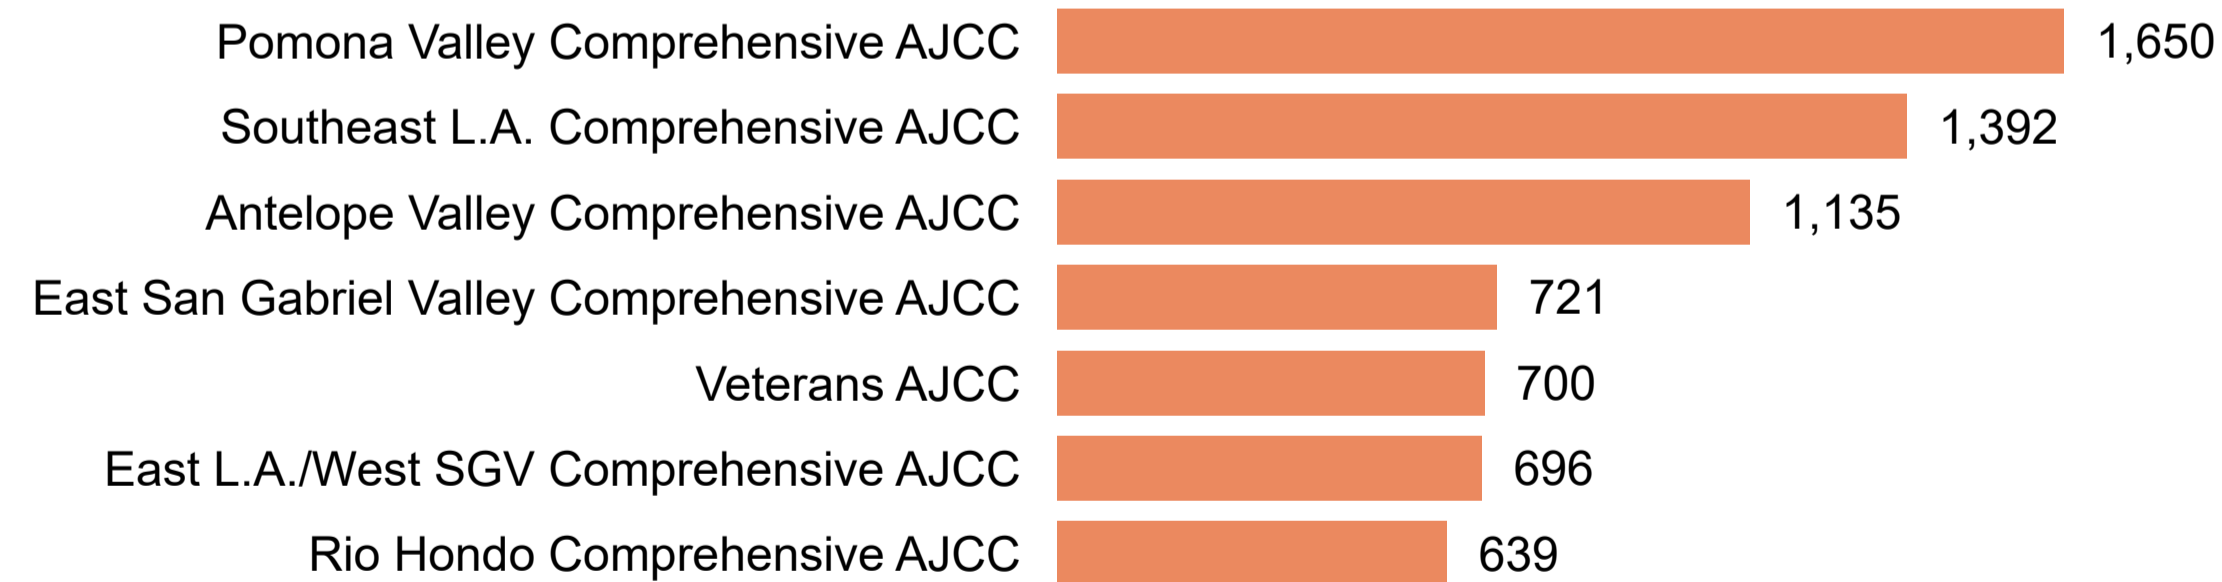 Pomona Valley Comprehensive AJCC 1,650
Southeast L.A. Comprehensive AJCC 1,392
Antelope Valley Comprehensive AJCC 1,135
East San Gabriel Valley Comprehensive AJCC 721
Veterans AJCC 700
East L.A./West SGV Comprehensive AJCC 696
Rio Hondo Comprehensive AJCC 639